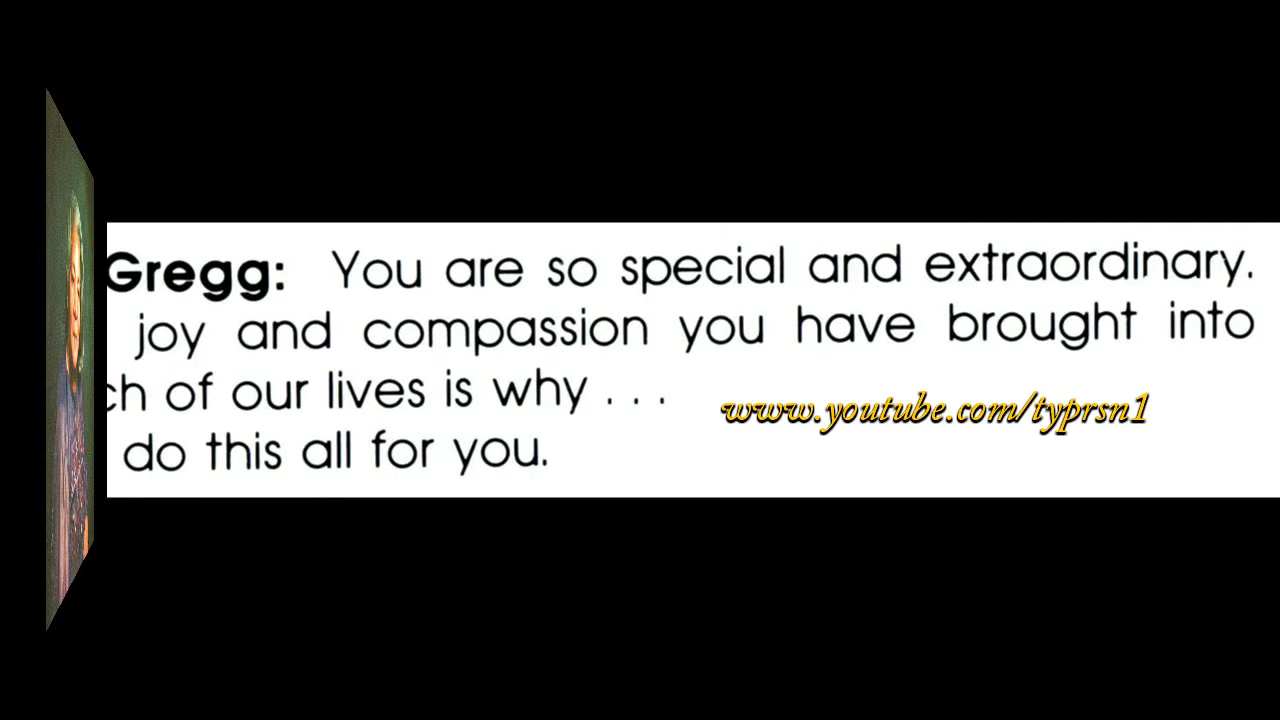 Gregg: You are so special and extraordinary.
joy and compassion you have brought into
ch of our lives is why . . .
do this all for you.
www.youtube.com/typrsn1